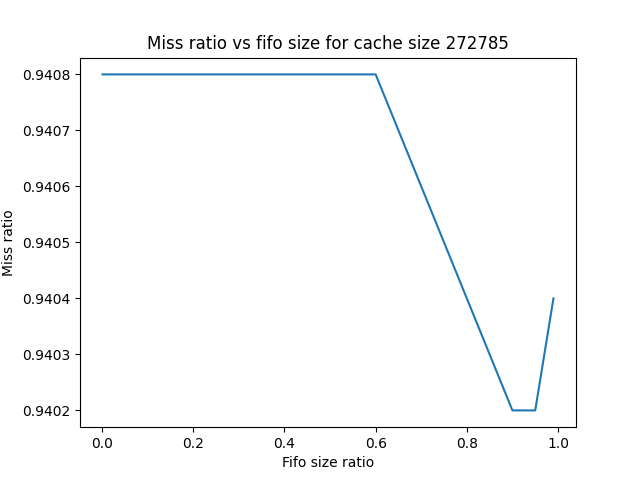 Miss ratio vs fifo size for cache size 272785
0.9408
0.9407
0.9406
0.9405
0.9404
0.9403
0.9402
Miss ratio
0.0 0.2 0.4 0.6 0.8 1.0
Fifo size ratio